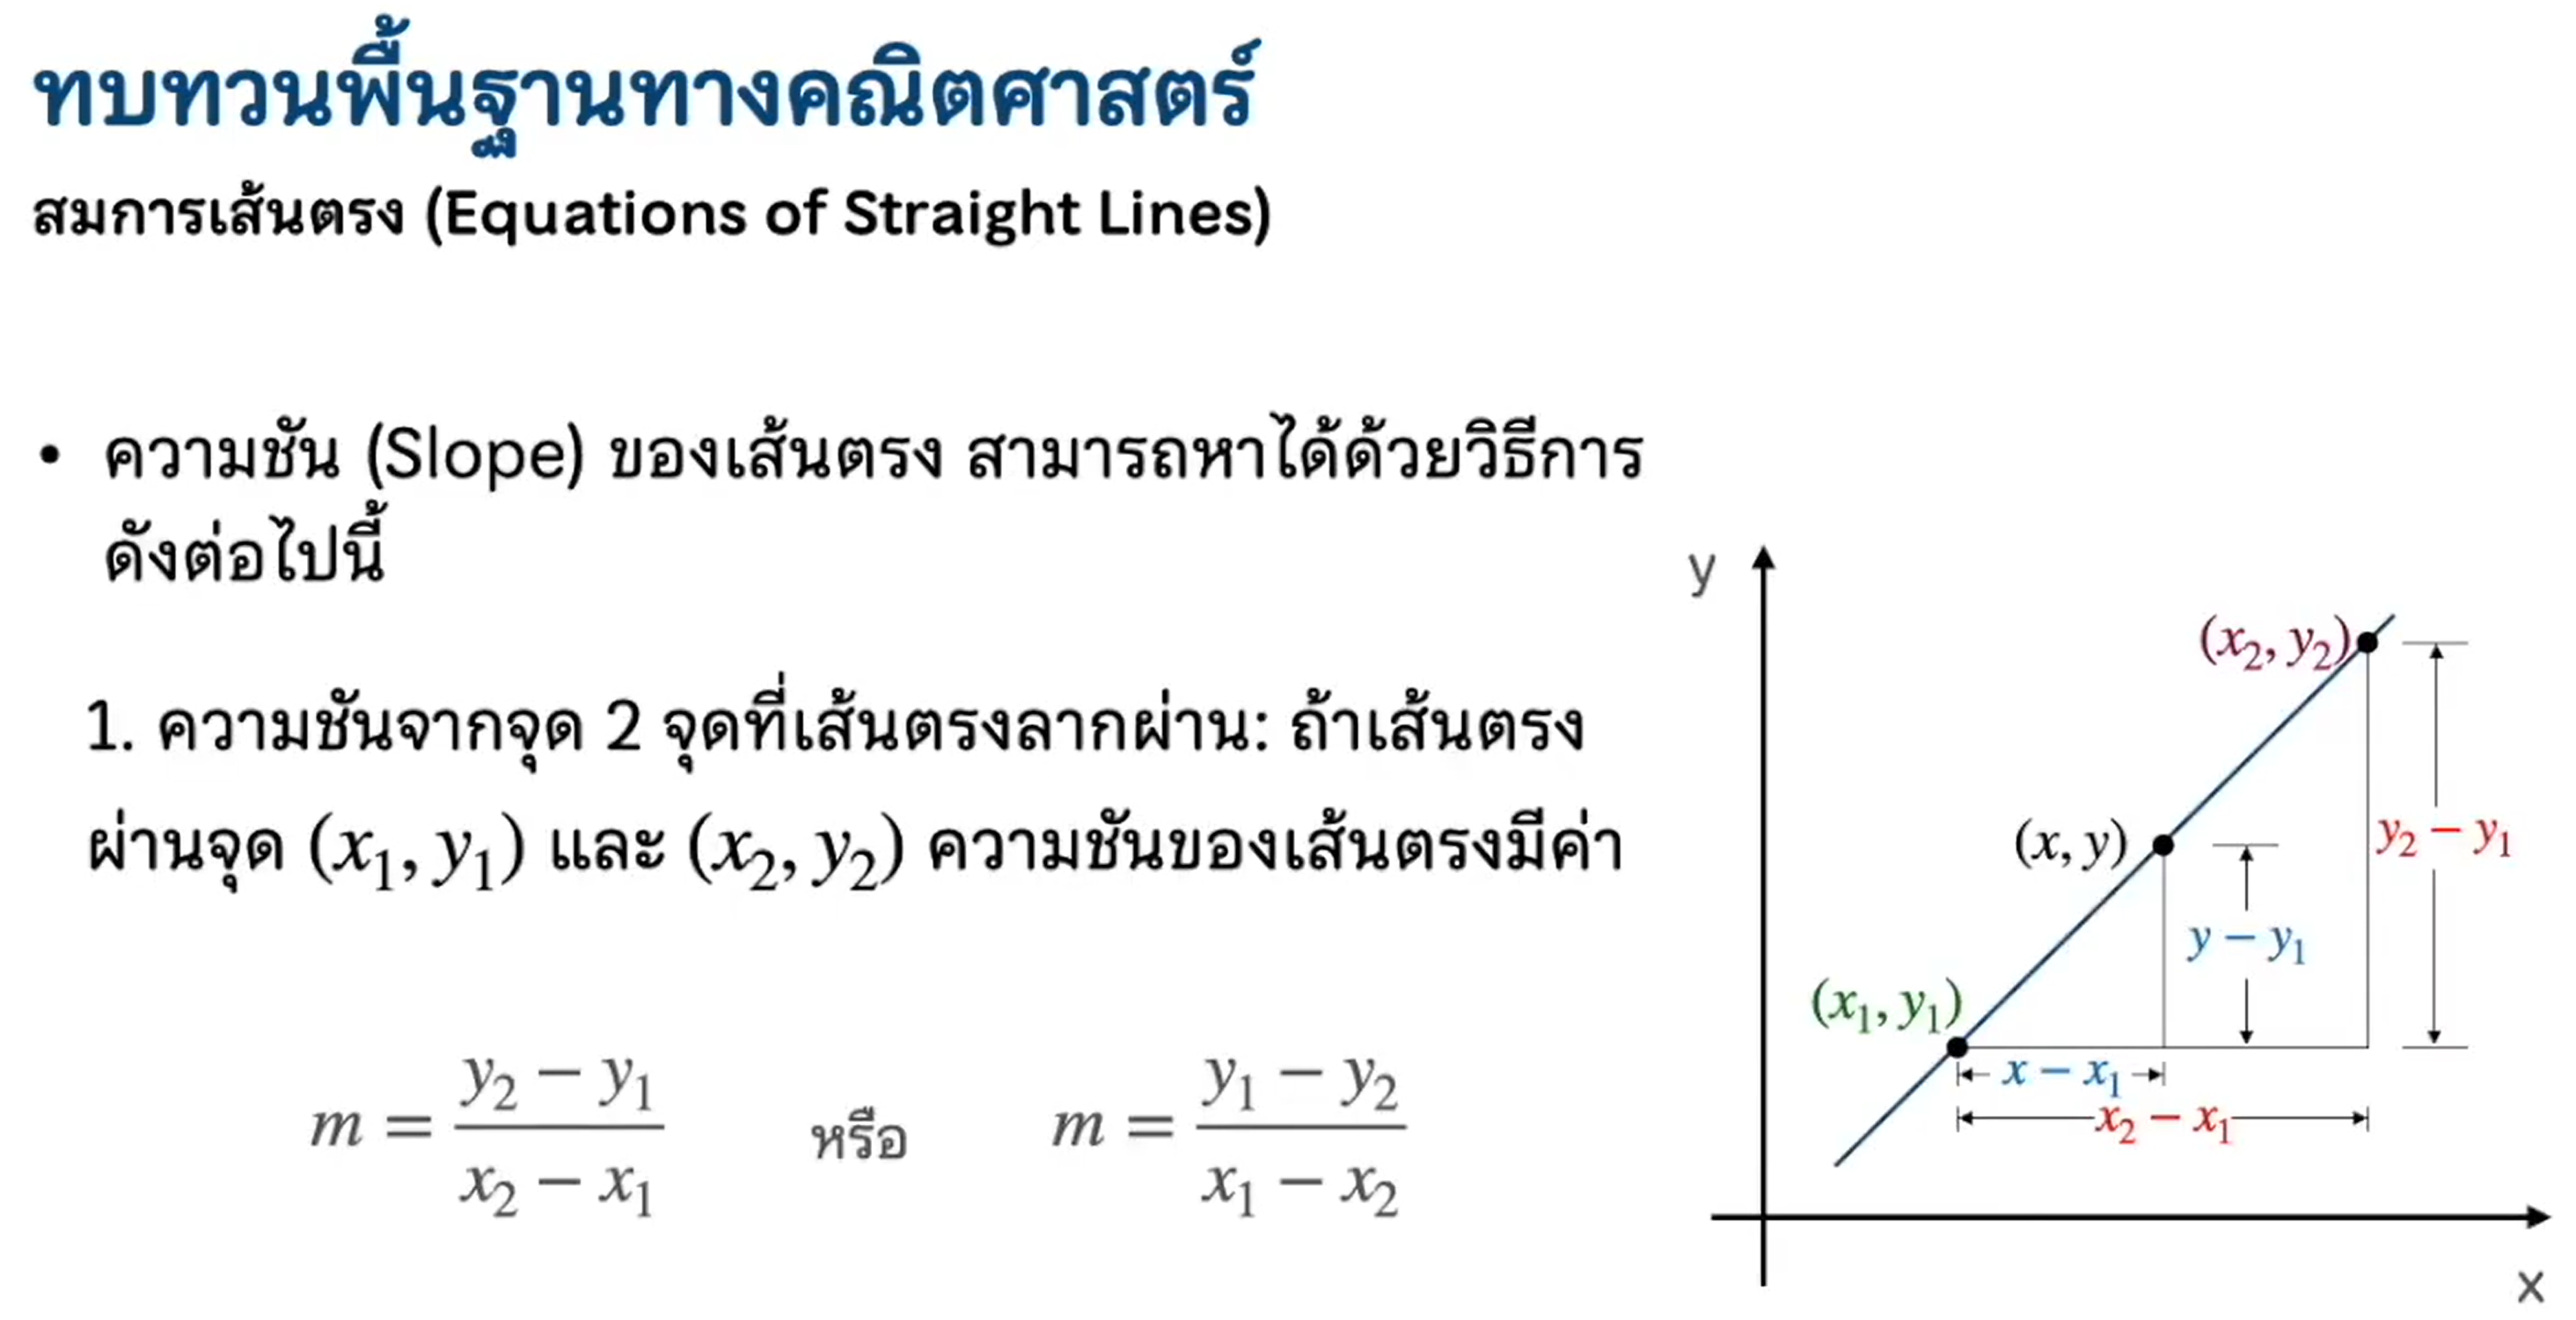 ทบทวนพื้นฐานทางคณิตศาสตร์
สมการเส้นตรง (Equations of Straight Lines)
• ความชัน (Slope) ของเส้นตรง สามารถหาได้ด้วยวิธีการ
ดังต่อไปนี้
1. ความชันจากจุด 2 จุดที่เส้นตรงลากผ่าน: ถ้าเส้นตรง
ผ่านจุด (x₁, y₁) และ (x₂, y₂) ความชันของเส้นตรงมีค่า
m = (y₂ − y₁)/(x₂ − x₁) หรือ m = (y₁ − y₂)/(x₁ − x₂)
y
(x₂, y₂)
(x, y)
y₂ − y₁
y − y₁
(x₁, y₁)
x − x₁
x₂ − x₁
x